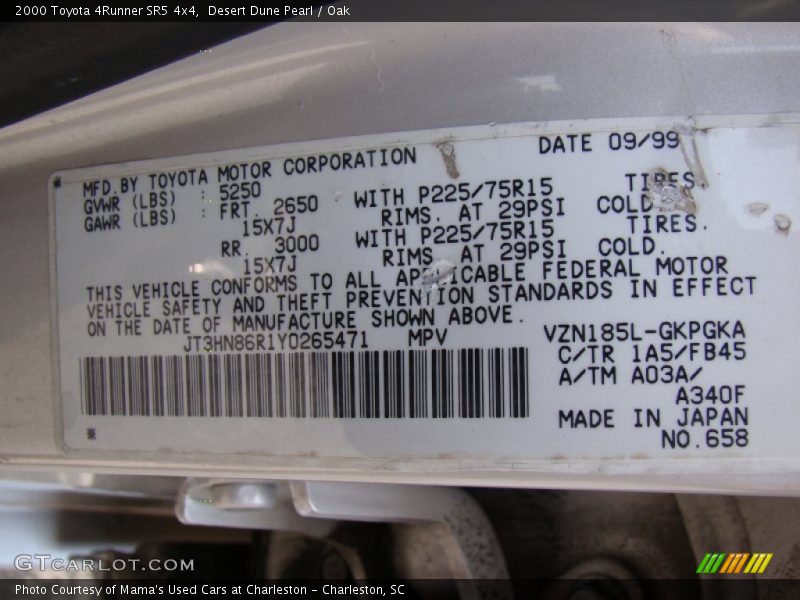 2000 Toyota 4Runner SR5 4x4, Desert Dune Pearl / Oak
DATE 09/99
MFD.BY TOYOTA MOTOR CORPORATION
GVWR (LBS) : 5250
GAWR (LBS) : FRT. 2650 WITH P225/75R15 TIRES
15X7J RIMS. AT 29PSI COLD
RR. 3000 WITH P225/75R15 TIRES.
15X7J RIMS AT 29PSI COLD.
THIS VEHICLE CONFORMS TO ALL APPLICABLE FEDERAL MOTOR
VEHICLE SAFETY AND THEFT PREVENTION STANDARDS IN EFFECT
ON THE DATE OF MANUFACTURE SHOWN ABOVE.
JT3HN86R1Y0265471 MPV
VZN185L-GKPGKA
C/TR 1A5/FB45
A/TM A03A/
A340F
MADE IN JAPAN
NO.658
GTCARLOT.COM
Photo Courtesy of Mama's Used Cars at Charleston - Charleston, SC